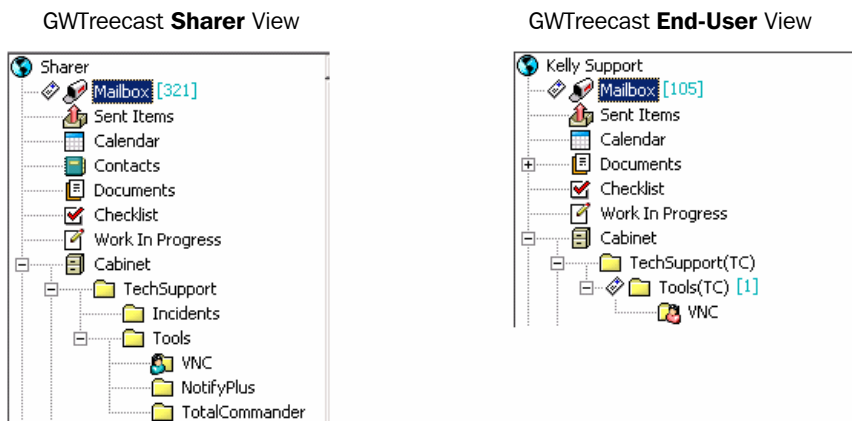 GWTreecast Sharer View
Sharer
Mailbox [321]
Sent Items
Calendar
Contacts
Documents
Checklist
Work In Progress
Cabinet
TechSupport
Incidents
Tools
VNC
NotifyPlus
TotalCommander
GWTreecast End-User View
Kelly Support
Mailbox [105]
Sent Items
Calendar
Documents
Checklist
Work In Progress
Cabinet
TechSupport(TC)
Tools(TC) [1]
VNC